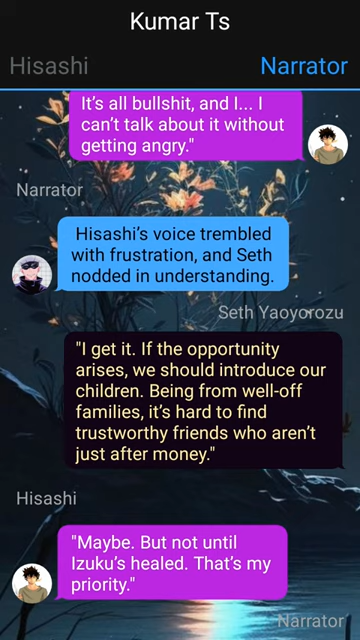 Kumar Ts
Hisashi
Narrator
It's all bullshit, and I... I
can't talk about it without
getting angry."
Narrator
Hisashi's voice trembled
with frustration, and Seth
nodded in understanding.
Seth Yaoyorozu
"I get it. If the opportunity
arises, we should introduce our
children. Being from well-off
families, it's hard to find
trustworthy friends who aren't
just after money."
Hisashi
"Maybe. But not until
Izuku's healed. That's my
priority."
Narrator